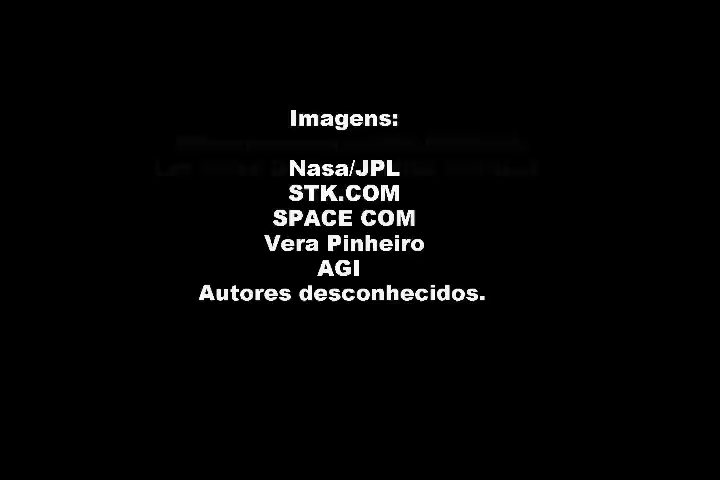 Imagens:
Nasa/JPL
STK.COM
SPACE COM
Vera Pinheiro
AGI
Autores desconhecidos.